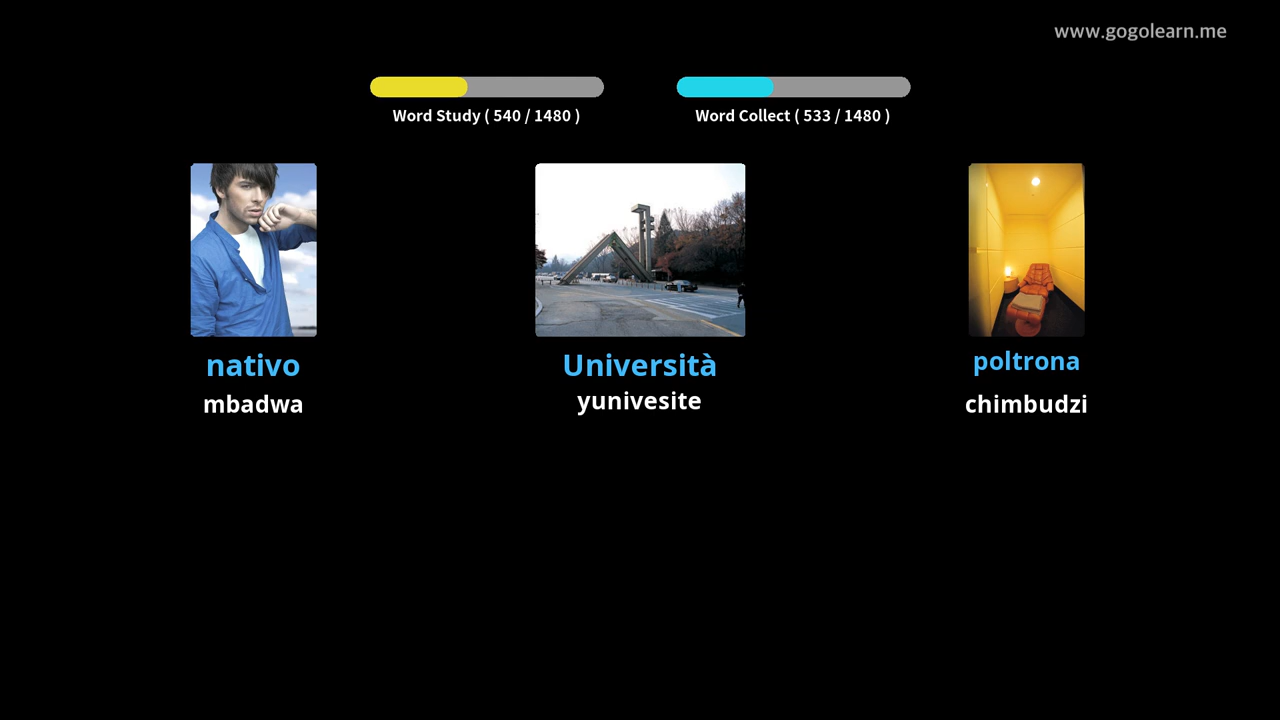 www.gogolearn.me
Word Study ( 540 / 1480 )
Word Collect ( 533 / 1480 )
nativo
mbadwa
Università
yunivesite
poltrona
chimbudzi